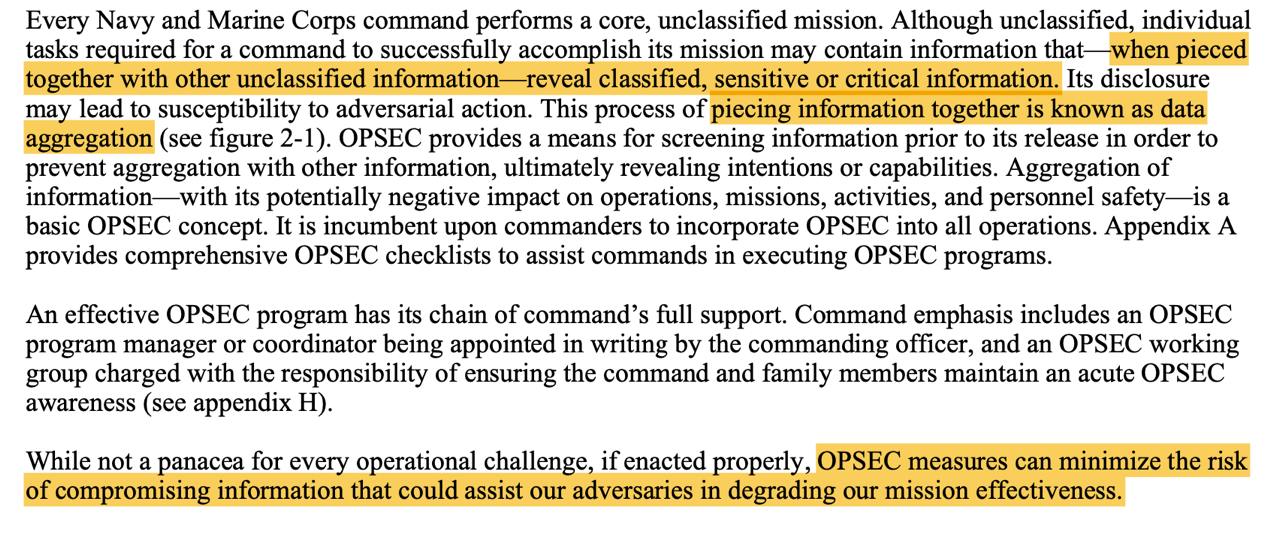 Every Navy and Marine Corps command performs a core, unclassified mission. Although unclassified, individual
tasks required for a command to successfully accomplish its mission may contain information that—when pieced
together with other unclassified information—reveal classified, sensitive or critical information. Its disclosure
may lead to susceptibility to adversarial action. This process of piecing information together is known as data
aggregation (see figure 2-1). OPSEC provides a means for screening information prior to its release in order to
prevent aggregation with other information, ultimately revealing intentions or capabilities. Aggregation of
information—with its potentially negative impact on operations, missions, activities, and personnel safety—is a
basic OPSEC concept. It is incumbent upon commanders to incorporate OPSEC into all operations. Appendix A
provides comprehensive OPSEC checklists to assist commands in executing OPSEC programs.
An effective OPSEC program has its chain of command’s full support. Command emphasis includes an OPSEC
program manager or coordinator being appointed in writing by the commanding officer, and an OPSEC working
group charged with the responsibility of ensuring the command and family members maintain an acute OPSEC
awareness (see appendix H).
While not a panacea for every operational challenge, if enacted properly, OPSEC measures can minimize the risk
of compromising information that could assist our adversaries in degrading our mission effectiveness.